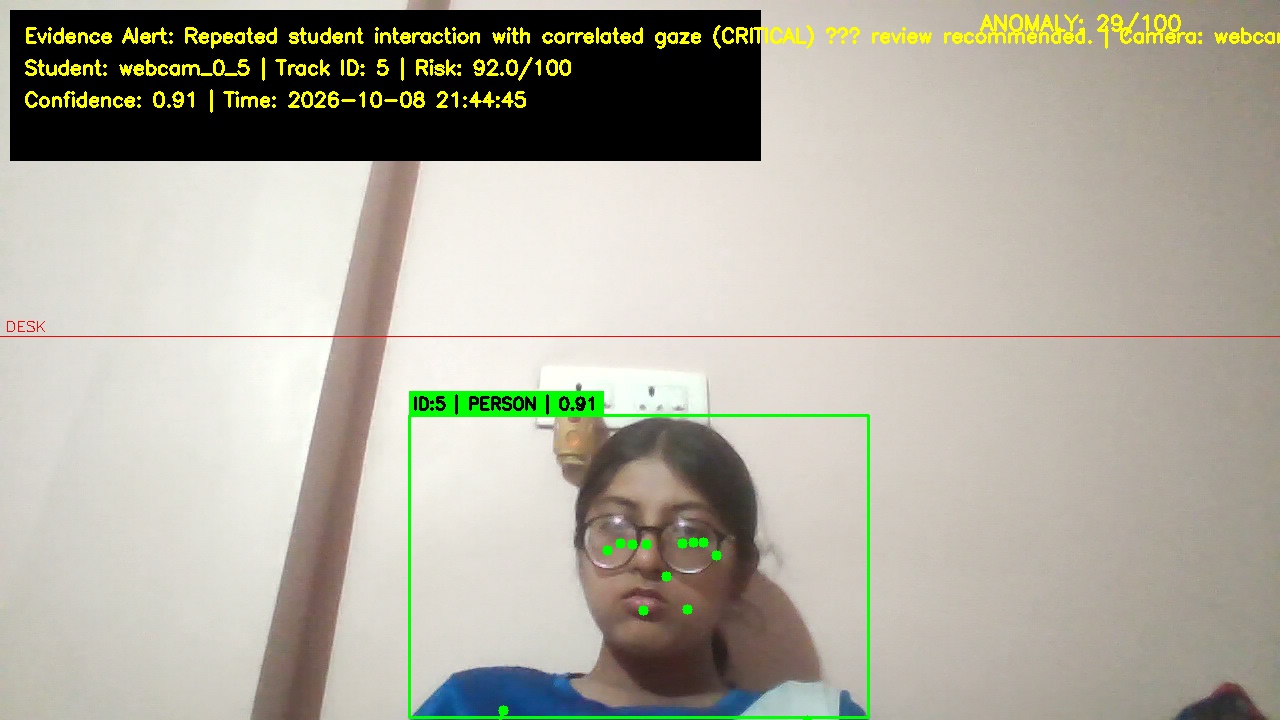 ANOMALY: 29/100
Evidence Alert: Repeated student interaction with correlated gaze (CRITICAL) ??? review recommended. | Camera: webcam
Student: webcam_0_5 | Track ID: 5 | Risk: 92.0/100
Confidence: 0.91 | Time: 2026-10-08 21:44:45
DESK
ID:5 | PERSON | 0.91